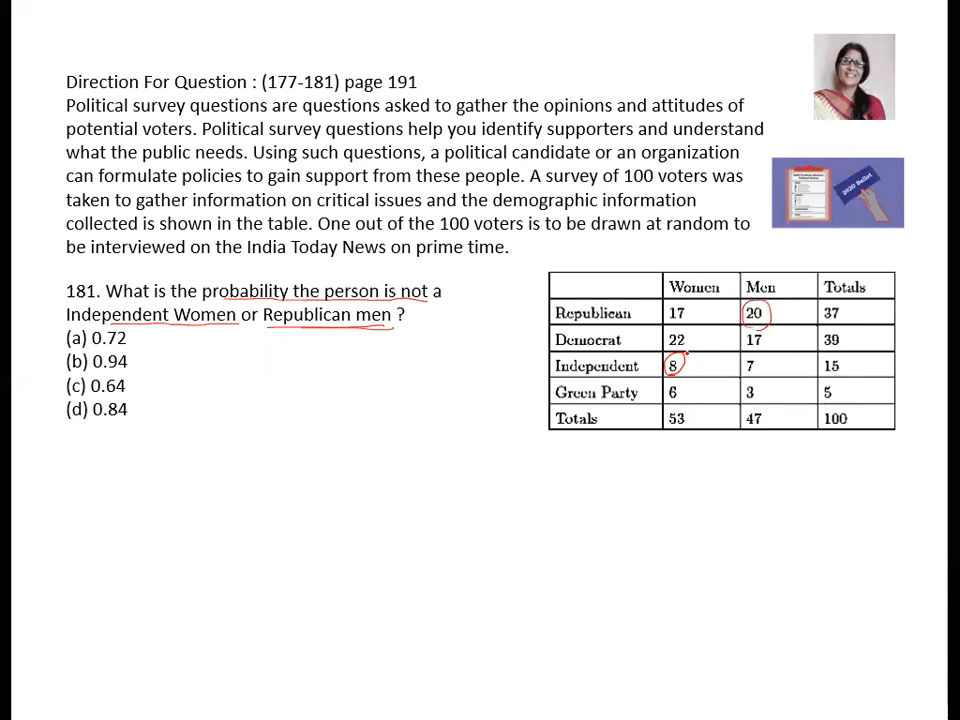 Direction For Question : (177-181) page 191
Political survey questions are questions asked to gather the opinions and attitudes of
potential voters. Political survey questions help you identify supporters and understand
what the public needs. Using such questions, a political candidate or an organization
can formulate policies to gain support from these people. A survey of 100 voters was
taken to gather information on critical issues and the demographic information
collected is shown in the table. One out of the 100 voters is to be drawn at random to
be interviewed on the India Today News on prime time.
2020 Ballot
181. What is the probability the person is not a
Independent Women or Republican men ?
(a) 0.72
(b) 0.94
(c) 0.64
(d) 0.84
Women Men Totals
Republican 17 20 37
Democrat 22 17 39
Independent 8 7 15
Green Party 6 3 5
Totals 53 47 100